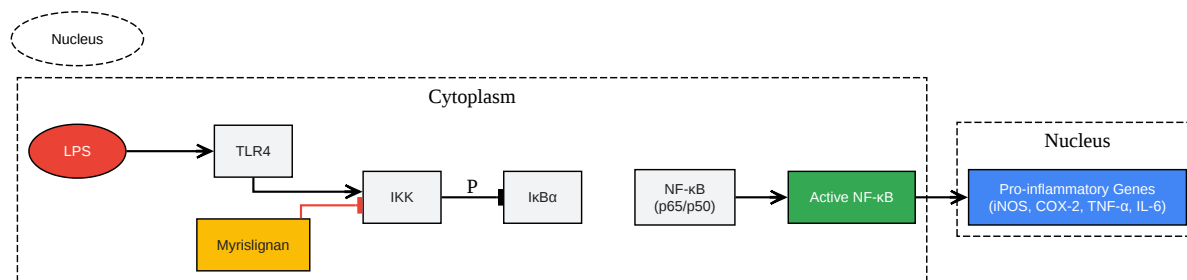 Nucleus
Cytoplasm
Nucleus
LPS
TLR4
IKK
P
IκBα
NF-κB
(p65/p50)
Active NF-κB
Pro-inflammatory Genes
(iNOS, COX-2, TNF-α, IL-6)
Myrislignan